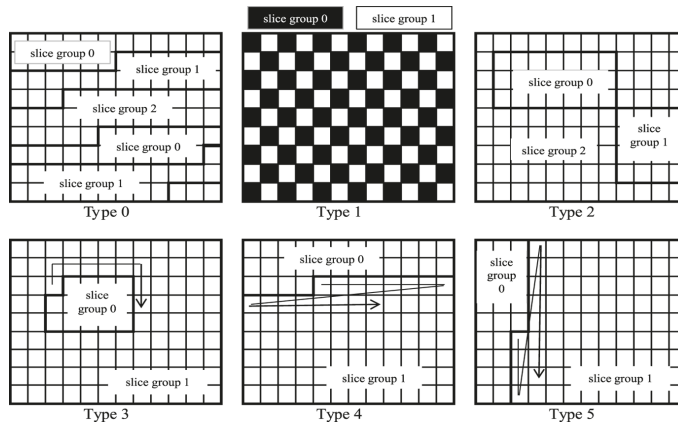 slice group 0
slice group 1
slice group 0
slice group 1
slice group 2
slice group 0
slice group 1
Type 0
Type 1
slice group 0
slice
group 1
slice group 2
Type 2
slice
group 0
slice group 1
Type 3
slice group 0
slice group 1
Type 4
slice
group
0
slice group 1
Type 5